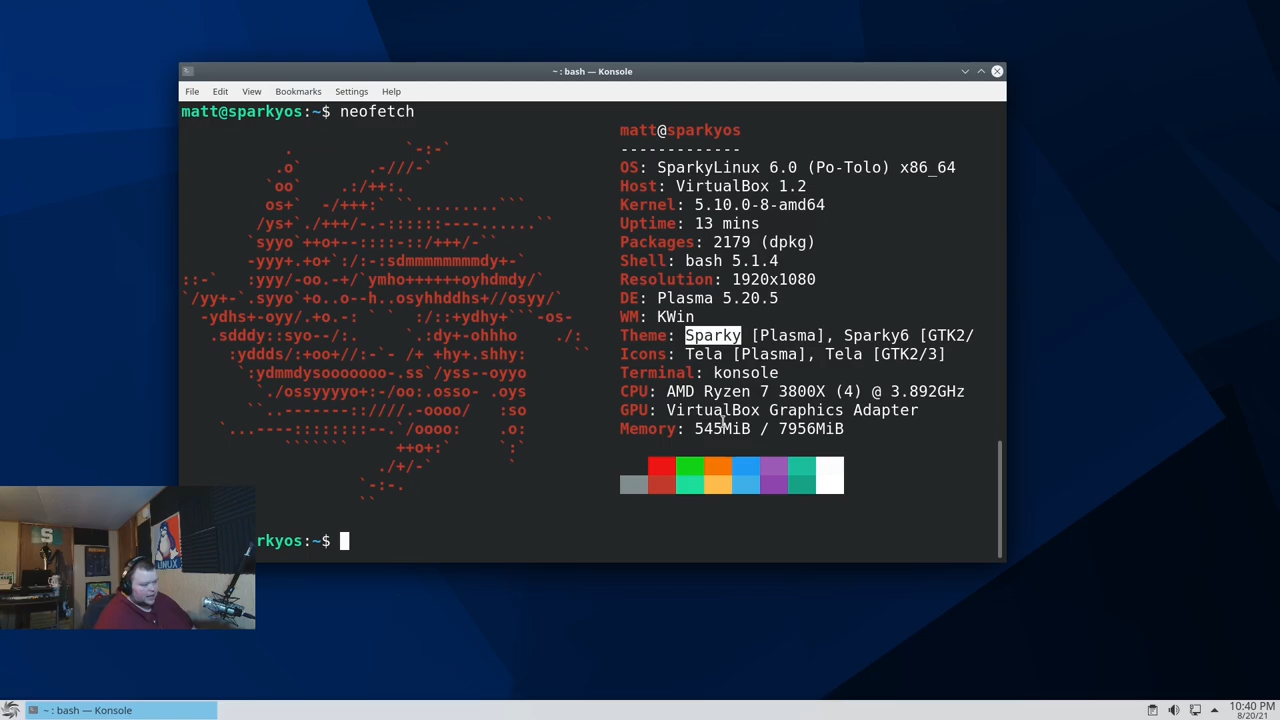 ~ : bash — Konsole
File Edit View Bookmarks Settings Help
matt@sparkyos:~$ neofetch
matt@sparkyos
-------------
OS: SparkyLinux 6.0 (Po-Tolo) x86_64
Host: VirtualBox 1.2
Kernel: 5.10.0-8-amd64
Uptime: 13 mins
Packages: 2179 (dpkg)
Shell: bash 5.1.4
Resolution: 1920x1080
DE: Plasma 5.20.5
WM: KWin
Theme: Sparky [Plasma], Sparky6 [GTK2/
Icons: Tela [Plasma], Tela [GTK2/3]
Terminal: konsole
CPU: AMD Ryzen 7 3800X (4) @ 3.892GHz
GPU: VirtualBox Graphics Adapter
Memory: 545MiB / 7956MiB
rkyos:~$
LINUX
~ : bash — Konsole
10:40 PM
8/20/21